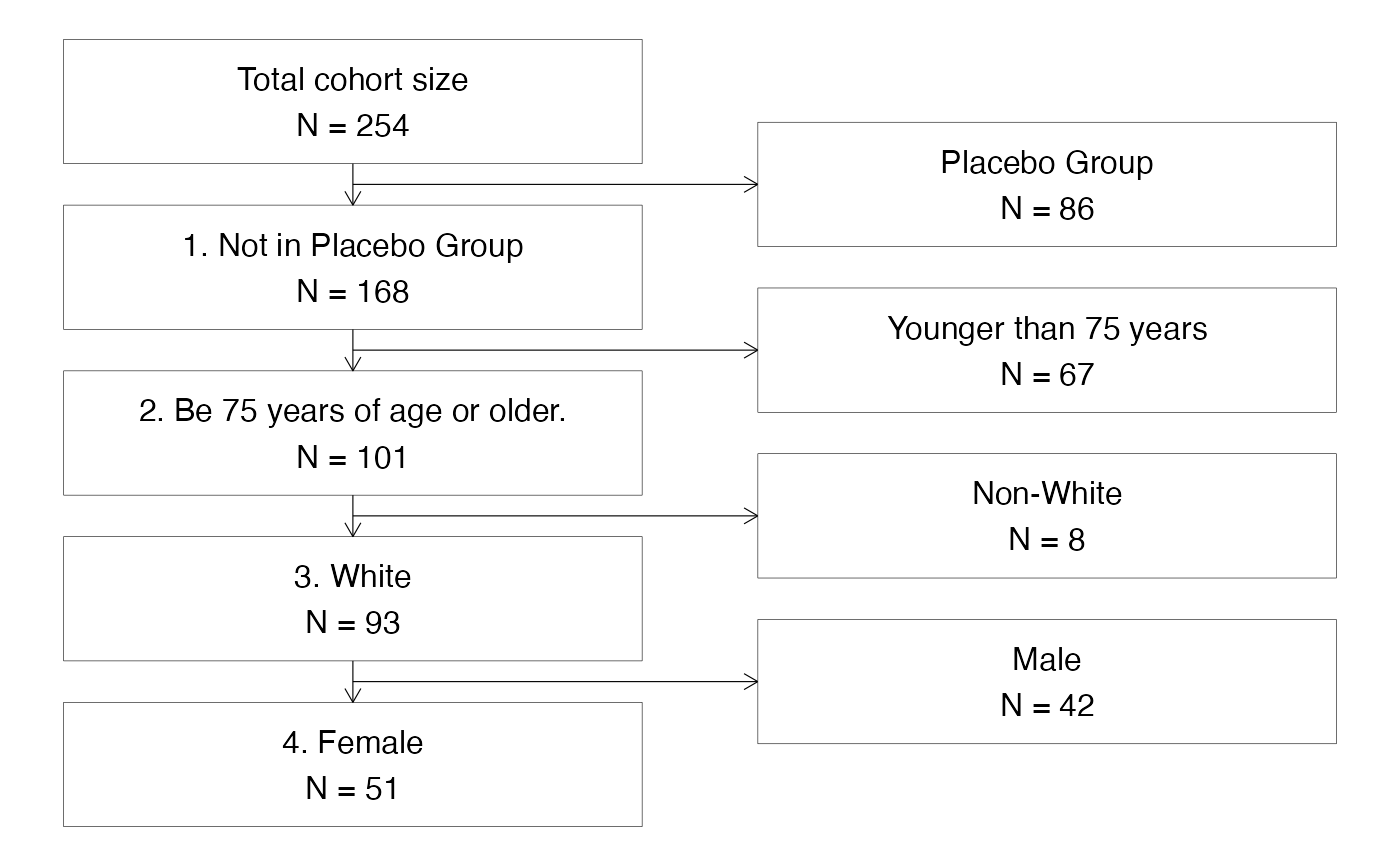 Total cohort size
N = 254
Placebo Group
N = 86
1. Not in Placebo Group
N = 168
Younger than 75 years
N = 67
2. Be 75 years of age or older.
N = 101
Non-White
N = 8
3. White
N = 93
Male
N = 42
4. Female
N = 51